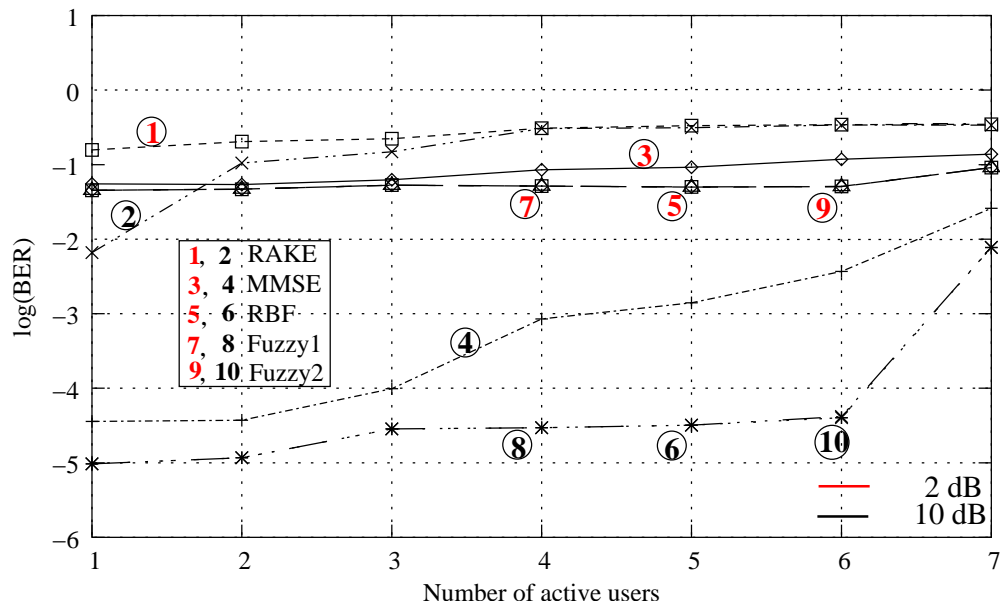 1
0
−1
−2
−3
−4
−5
−6
log(BER)
1
2
3
7
5
9
4
8
6
10
1, 2 RAKE
3, 4 MMSE
5, 6 RBF
7, 8 Fuzzy1
9, 10 Fuzzy2
2 dB
10 dB
1 2 3 4 5 6 7
Number of active users